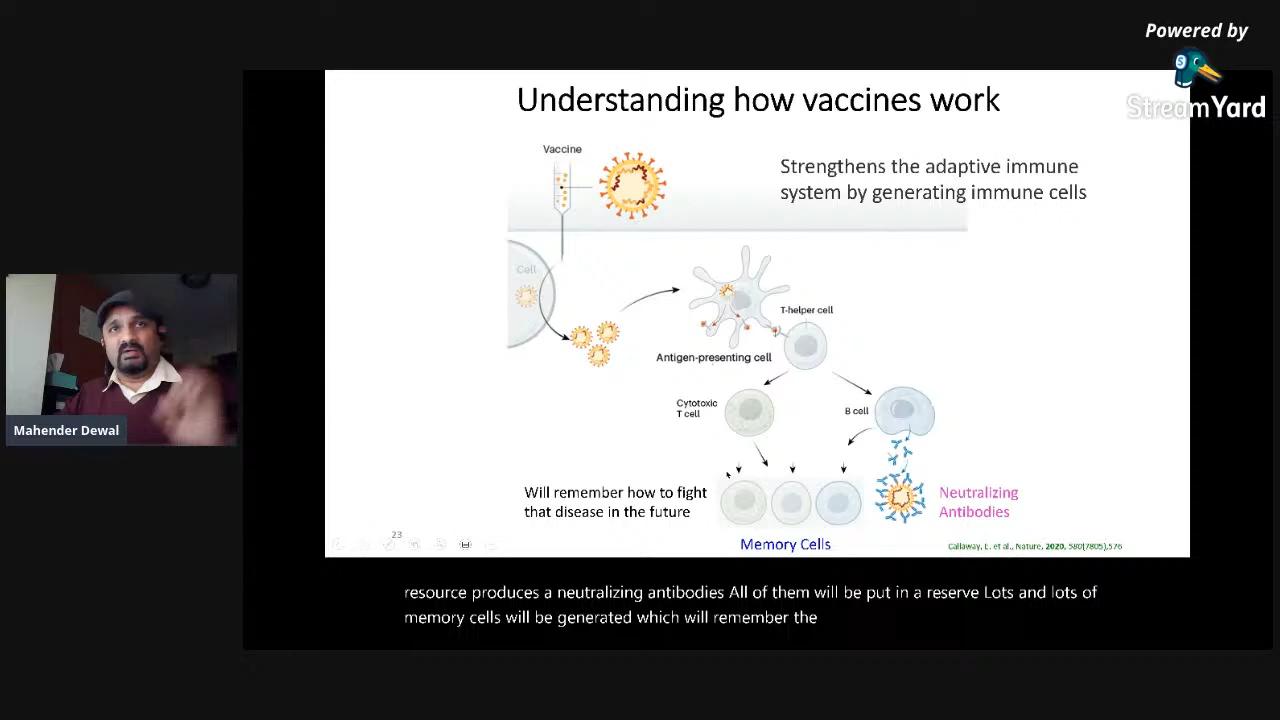 Powered by
StreamYard
Understanding how vaccines work
Vaccine
Strengthens the adaptive immune
system by generating immune cells
Cell
T-helper cell
Antigen-presenting cell
Cytotoxic
T cell
B cell
Will remember how to fight
that disease in the future
Neutralizing
Antibodies
Memory Cells
23
Callaway, E. et al., Nature, 2020, 580(7805),576
Mahender Dewal
resource produces a neutralizing antibodies All of them will be put in a reserve Lots and lots of
memory cells will be generated which will remember the